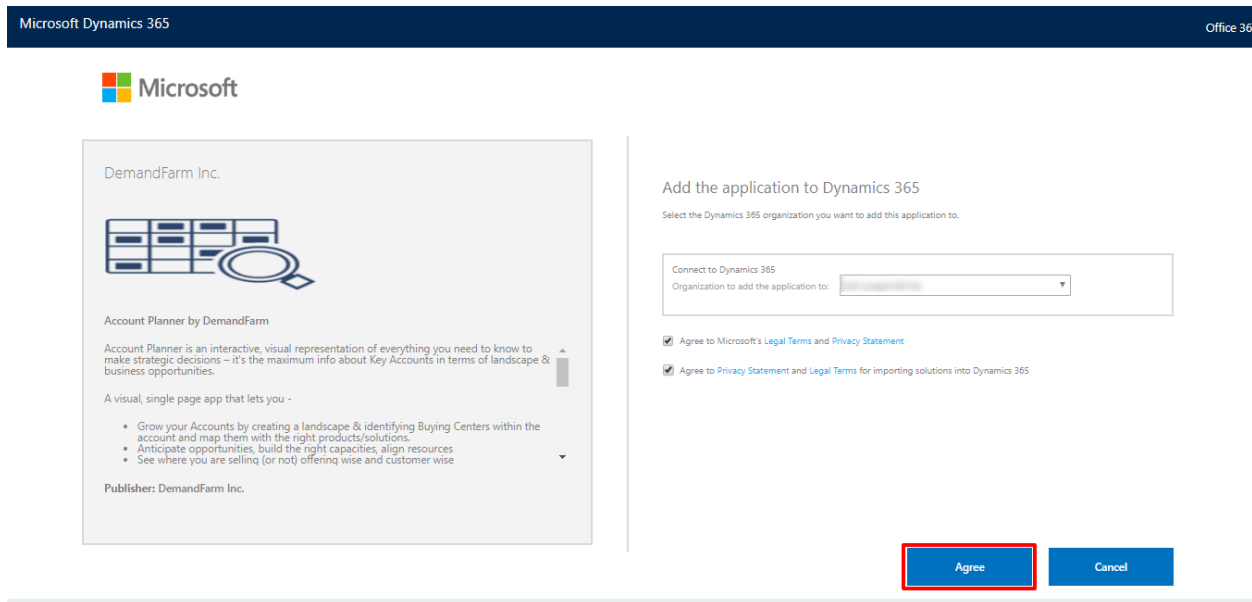 Microsoft Dynamics 365
Office 36
Microsoft
DemandFarm Inc.
Account Planner by DemandFarm
Account Planner is an interactive, visual representation of everything you need to know to
make strategic decisions – it's the maximum info about Key Accounts in terms of landscape &
business opportunities.
A visual, single page app that lets you -
• Grow your Accounts by creating a landscape & identifying Buying Centers within the
account and map them with the right products/solutions.
• Anticipate opportunities, build the right capacities, align resources
• See where you are selling (or not) offering wise and customer wise
Publisher: DemandFarm Inc.
Add the application to Dynamics 365
Select the Dynamics 365 organization you want to add this application to.
Connect to Dynamics 365
Organization to add the application to:
Agree to Microsoft's Legal Terms and Privacy Statement
Agree to Privacy Statement and Legal Terms for importing solutions into Dynamics 365
Agree
Cancel